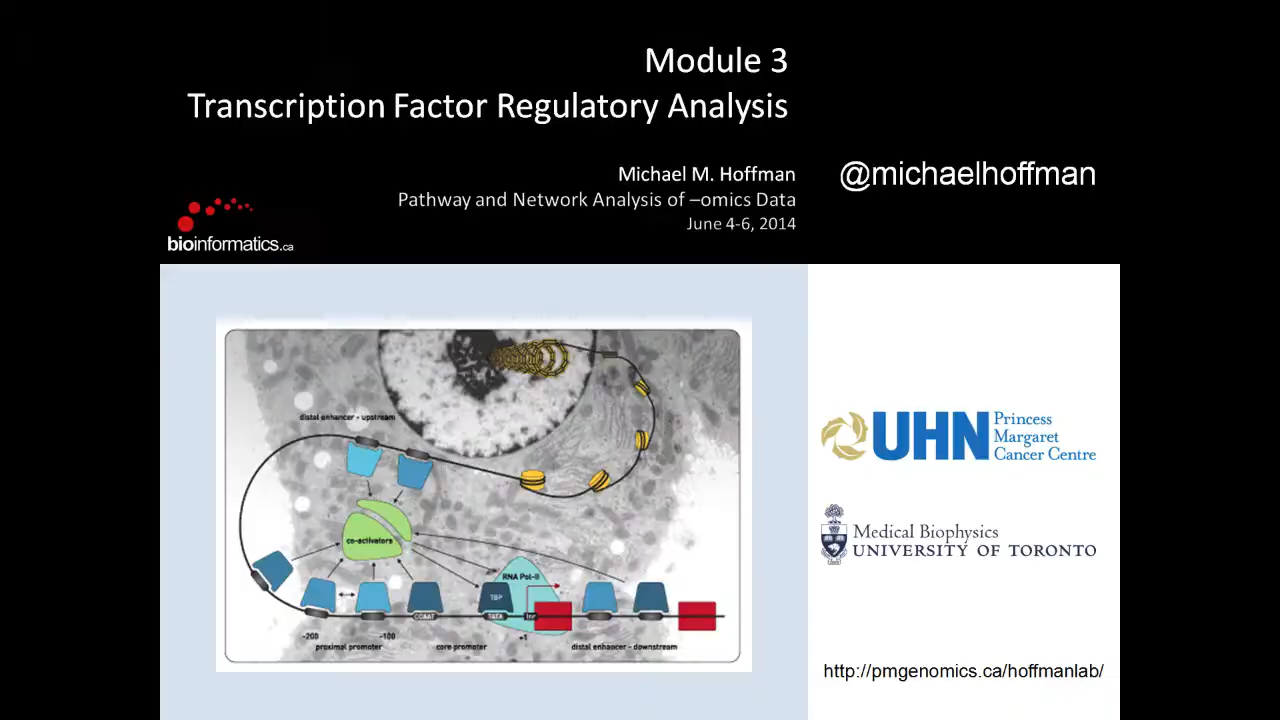 Module 3
Transcription Factor Regulatory Analysis
Michael M. Hoffman
@michaelhoffman
Pathway and Network Analysis of –omics Data
June 4-6, 2014
bioinformatics.ca
distal enhancer - upstream
co-activators
RNA Pol-II
TBP
CCAAT
TATA
Inr
-200
-100
+1
proximal promoter
core promoter
distal enhancer - downstream
UHN
Princess
Margaret
Cancer Centre
Medical Biophysics
UNIVERSITY OF TORONTO
http://pmgenomics.ca/hoffmanlab/